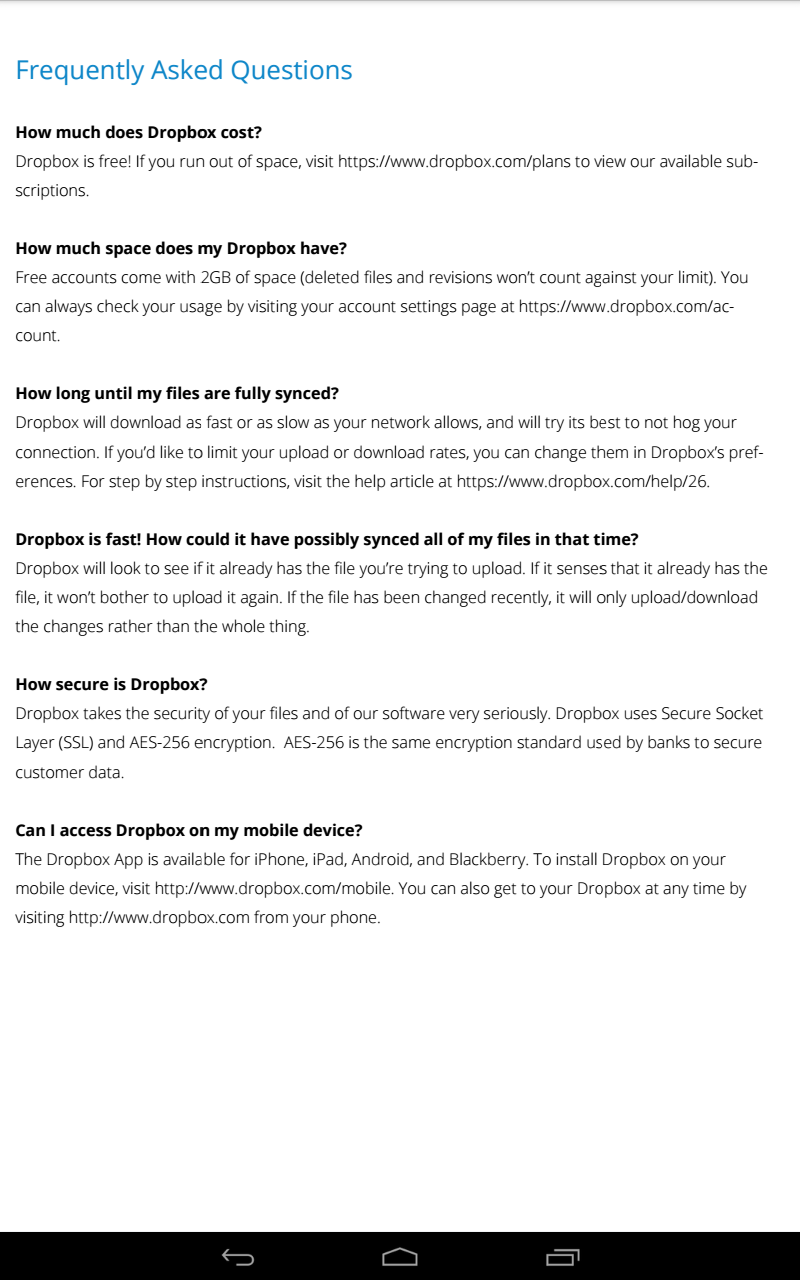 Frequently Asked Questions
How much does Dropbox cost?
Dropbox is free! If you run out of space, visit https://www.dropbox.com/plans to view our available sub-
scriptions.
How much space does my Dropbox have?
Free accounts come with 2GB of space (deleted files and revisions won’t count against your limit). You
can always check your usage by visiting your account settings page at https://www.dropbox.com/ac-
count.
How long until my files are fully synced?
Dropbox will download as fast or as slow as your network allows, and will try its best to not hog your
connection. If you’d like to limit your upload or download rates, you can change them in Dropbox’s pref-
erences. For step by step instructions, visit the help article at https://www.dropbox.com/help/26.
Dropbox is fast! How could it have possibly synced all of my files in that time?
Dropbox will look to see if it already has the file you’re trying to upload. If it senses that it already has the
file, it won’t bother to upload it again. If the file has been changed recently, it will only upload/download
the changes rather than the whole thing.
How secure is Dropbox?
Dropbox takes the security of your files and of our software very seriously. Dropbox uses Secure Socket
Layer (SSL) and AES-256 encryption.  AES-256 is the same encryption standard used by banks to secure
customer data.
Can I access Dropbox on my mobile device?
The Dropbox App is available for iPhone, iPad, Android, and Blackberry. To install Dropbox on your
mobile device, visit http://www.dropbox.com/mobile. You can also get to your Dropbox at any time by
visiting http://www.dropbox.com from your phone.